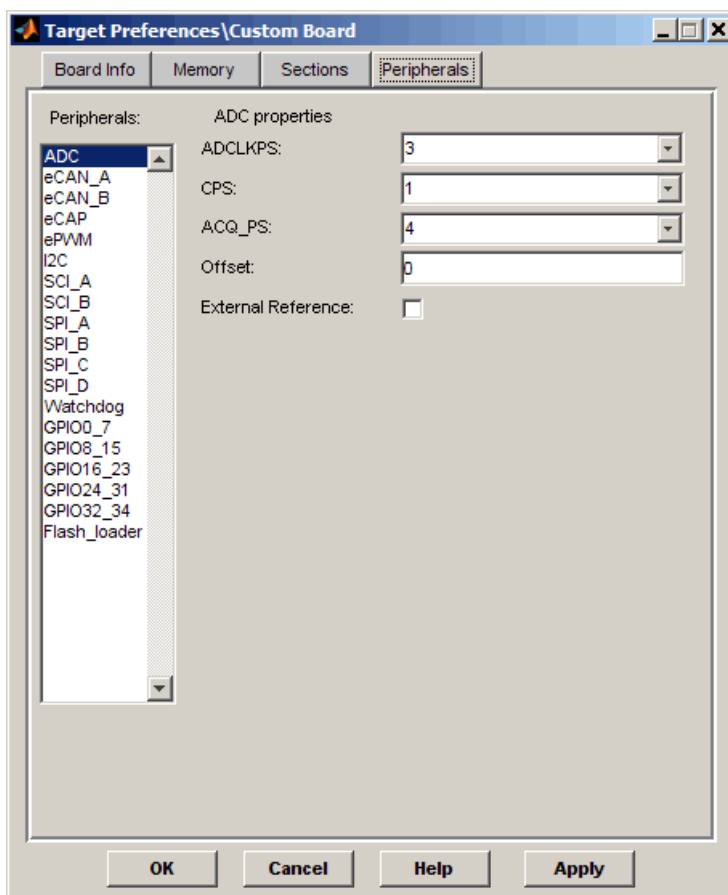 Target Preferences\Custom Board
Board Info Memory Sections Peripherals
Peripherals: ADC properties
ADC
eCAN_A
eCAN_B
eCAP
ePWM
I2C
SCI_A
SCI_B
SPI_A
SPI_B
SPI_C
SPI_D
Watchdog
GPIO0_7
GPIO8_15
GPIO16_23
GPIO24_31
GPIO32_34
Flash_loader
ADCLKPS: 3
CPS: 1
ACQ_PS: 4
Offset: 0
External Reference:
OK Cancel Help Apply